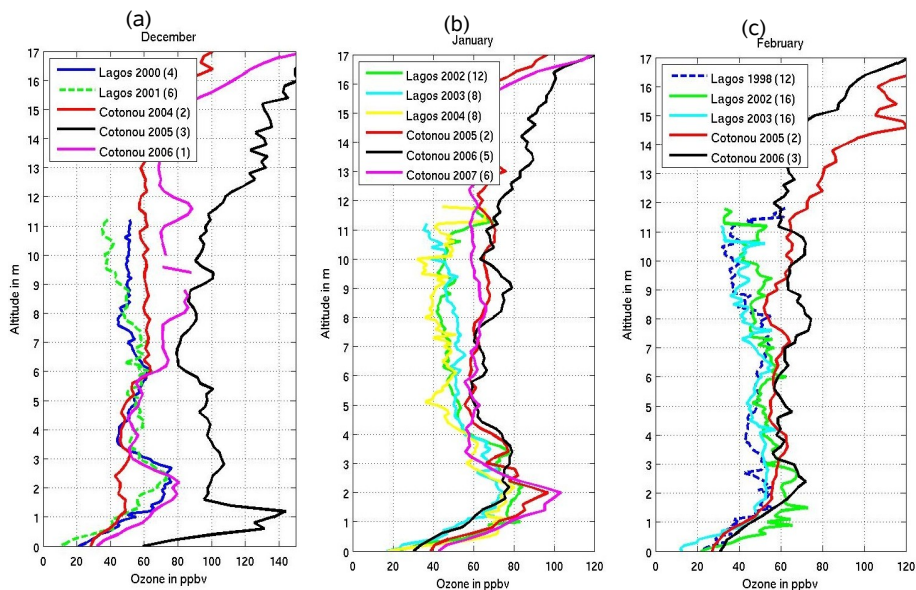 (a)
December
Lagos 2000 (4)
Lagos 2001 (6)
Cotonou 2004 (2)
Cotonou 2005 (3)
Cotonou 2006 (1)
17
16
15
14
13
12
11
10
9
8
7
6
5
4
3
2
1
0
Altitude in m
0 20 40 60 80 100 120 140
Ozone in ppbv
(b)
January
Lagos 2002 (12)
Lagos 2003 (8)
Lagos 2004 (8)
Cotonou 2005 (2)
Cotonou 2006 (5)
Cotonou 2007 (6)
17
16
15
14
13
12
11
10
9
8
7
6
5
4
3
2
1
0
Altitude in m
0 20 40 60 80 100 120
Ozone in ppbv
(c)
February
Lagos 1998 (12)
Lagos 2002 (16)
Lagos 2003 (16)
Cotonou 2005 (2)
Cotonou 2006 (3)
17
16
15
14
13
12
11
10
9
8
7
6
5
4
3
2
1
0
Altitude in m
0 20 40 60 80 100 120
Ozone in ppbv